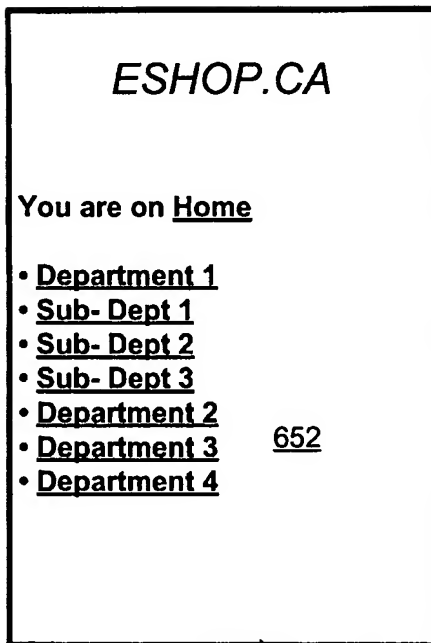 ESHOP.CA
You are on Home
• Department 1
• Sub- Dept 1
• Sub- Dept 2
• Sub- Dept 3
• Department 2
• Department 3 652
• Department 4